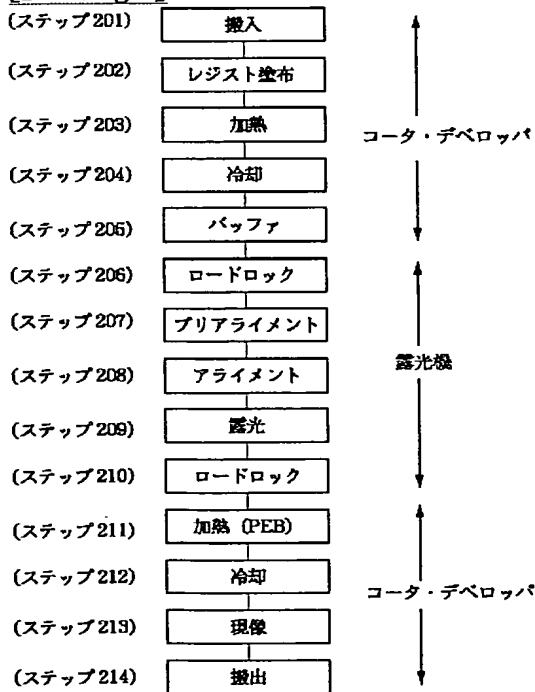 (ステップ201) 搬入
(ステップ202) レジスト塗布
(ステップ203) 加熱
(ステップ204) 冷却
コータ・デベロッパ
(ステップ205) バッファ
(ステップ206) ロードロック
(ステップ207) プリアライメント
(ステップ208) アライメント
露光機
(ステップ209) 露光
(ステップ210) ロードロック
(ステップ211) 加熱 (PEB)
(ステップ212) 冷却
コータ・デベロッパ
(ステップ213) 現像
(ステップ214) 搬出